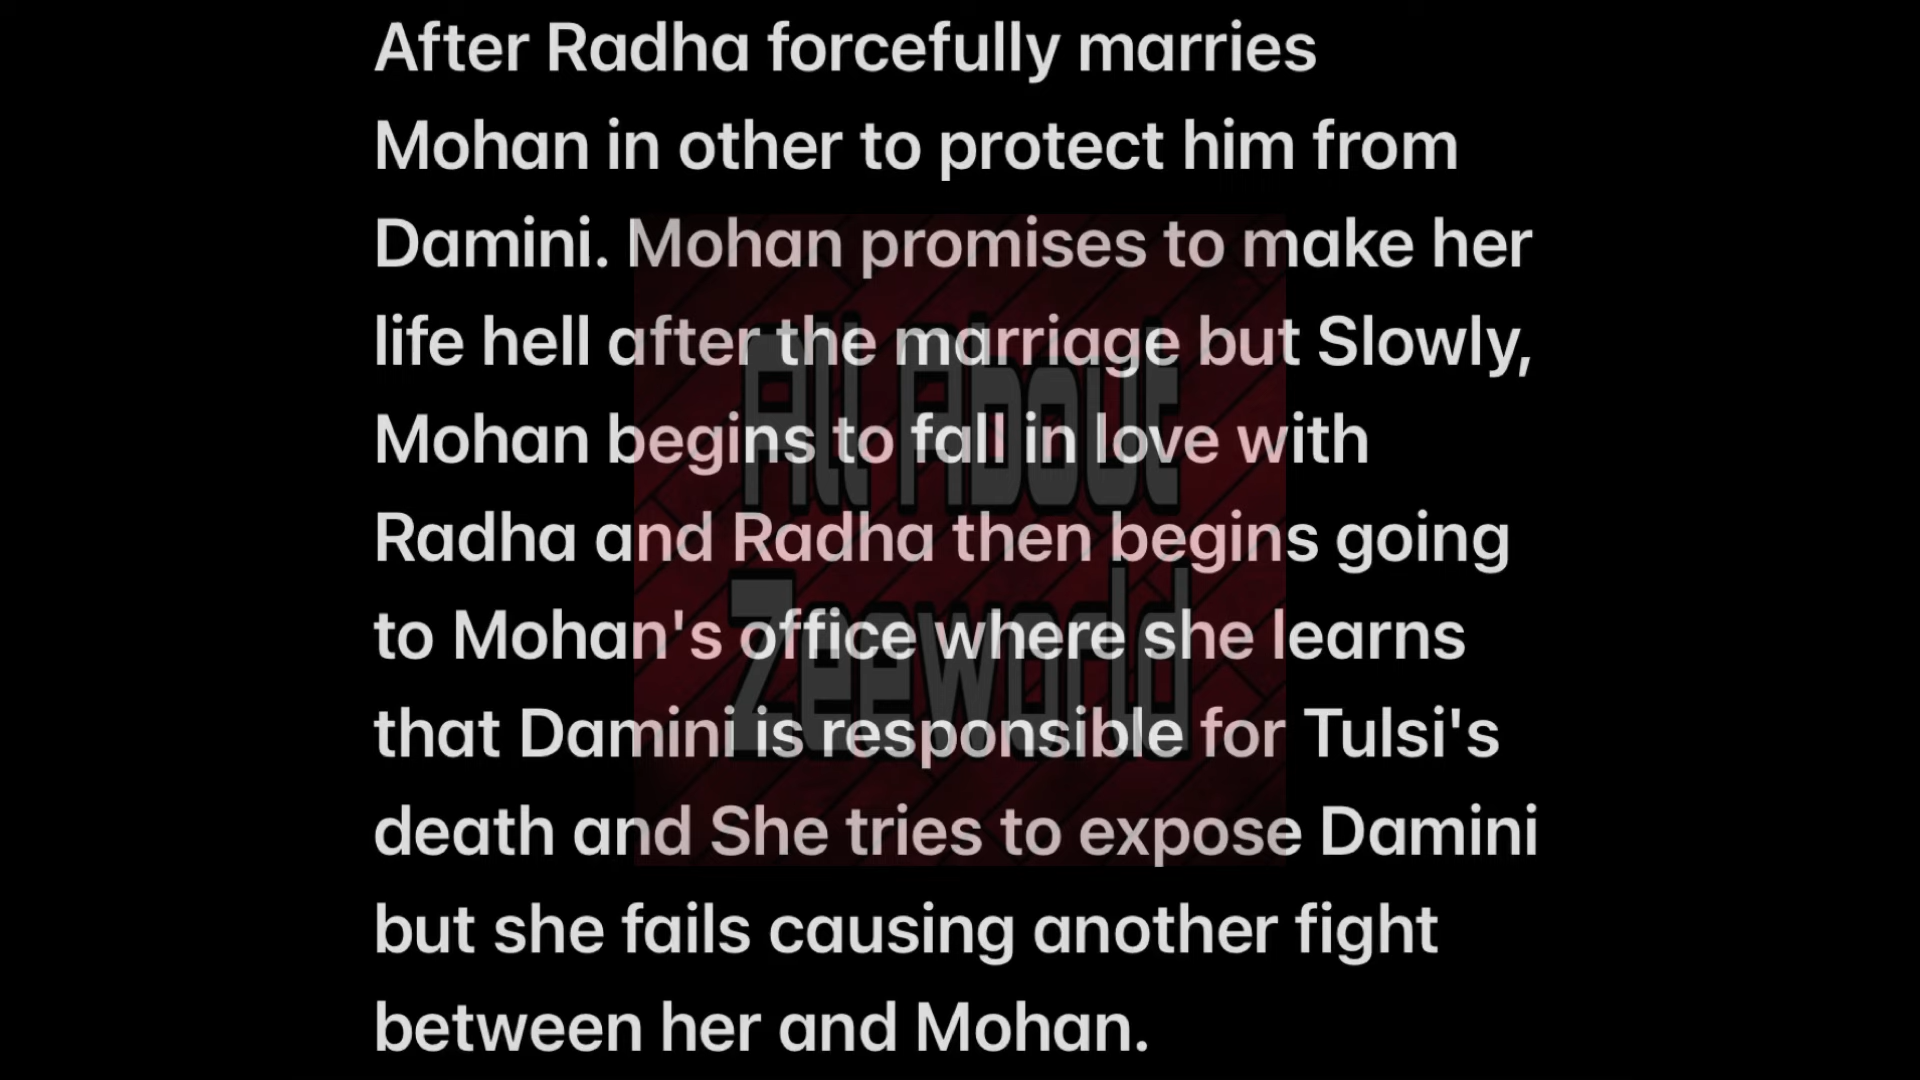 After Radha forcefully marries
Mohan in other to protect him from
Damini. Mohan promises to make her
life hell after the marriage but Slowly,
Mohan begins to fall in love with
Radha and Radha then begins going
to Mohan's office where she learns
that Damini is responsible for Tulsi's
death and She tries to expose Damini
but she fails causing another fight
between her and Mohan.
All About
Zeeworld